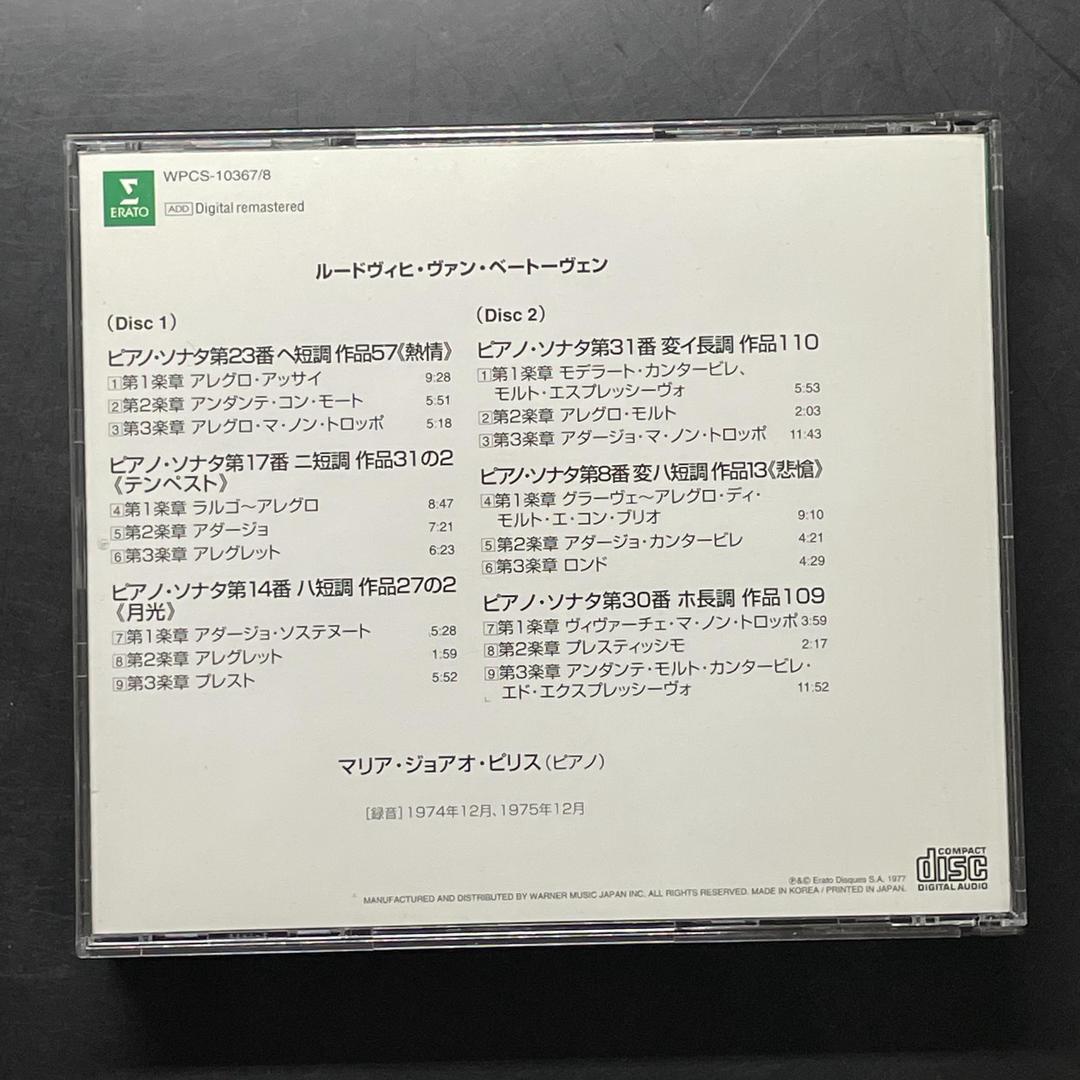 ERATO
WPCS-10367/8
ADD Digital remastered
ルードヴィヒ・ヴァン・ベートーヴェン
(Disc 1)
ピアノ・ソナタ第23番 ヘ短調 作品57《熱情》
1 第1楽章 アレグロ・アッサイ 9:28
2 第2楽章 アンダンテ・コン・モート 5:51
3 第3楽章 アレグロ・マ・ノン・トロッポ 5:18
ピアノ・ソナタ第17番 ニ短調 作品31の2
《テンペスト》
4 第1楽章 ラルゴ〜アレグロ 8:47
5 第2楽章 アダージョ 7:21
6 第3楽章 アレグレット 6:23
ピアノ・ソナタ第14番 ハ短調 作品27の2
《月光》
7 第1楽章 アダージョ・ソステヌート 5:28
8 第2楽章 アレグレット 1:59
9 第3楽章 プレスト 5:52
(Disc 2)
ピアノ・ソナタ第31番 変イ長調 作品110
1 第1楽章 モデラート・カンタービレ、
モルト・エスプレッシーヴォ 5:53
2 第2楽章 アレグロ・モルト 2:03
3 第3楽章 アダージョ・マ・ノン・トロッポ 11:43
ピアノ・ソナタ第8番 変ハ短調 作品13《悲愴》
4 第1楽章 グラーヴェ〜アレグロ・ディ・
モルト・エ・コン・ブリオ 9:10
5 第2楽章 アダージョ・カンタービレ 4:21
6 第3楽章 ロンド 4:29
ピアノ・ソナタ第30番 ホ長調 作品109
7 第1楽章 ヴィヴァーチェ・マ・ノン・トロッポ 3:59
8 第2楽章 プレスティッシモ 2:17
9 第3楽章 アンダンテ・モルト・カンタービレ・
エド・エクスプレッシーヴォ 11:52
マリア・ジョアオ・ピリス(ピアノ)
[録音]1974年12月、1975年12月
COMPACT
disc
DIGITAL AUDIO
℗&© Erato Disques S.A. 1977
MANUFACTURED AND DISTRIBUTED BY WARNER MUSIC JAPAN INC. ALL RIGHTS RESERVED. MADE IN KOREA / PRINTED IN JAPAN.